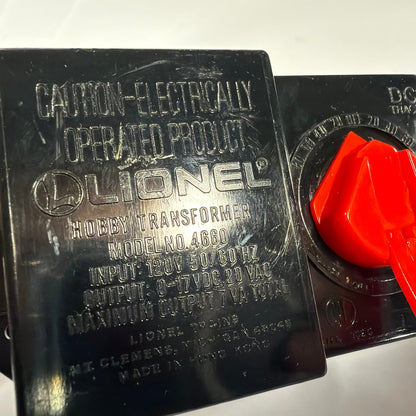 CAUTION-ELECTRICALLY
OPERATED PRODUCT
L LIONEL®
HOBBY TRANSFORMER
MODEL NO. 4660
INPUT: 120V 50/60 HZ
OUTPUT: 0-17VDC 20 VAC
MAXIMUM OUTPUT 7 VA TOTAL
LIONEL
MT. CLEMENS, MICHIGAN 48045
MADE IN HONG KONG
DC